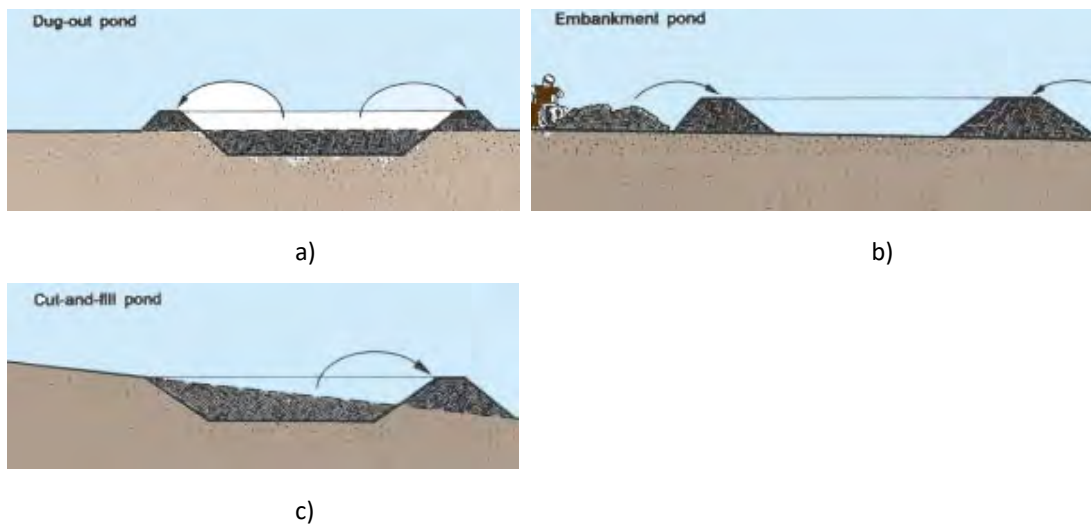 Dug-out pond
Embankment pond
a)
b)
Cut-and-fill pond
c)